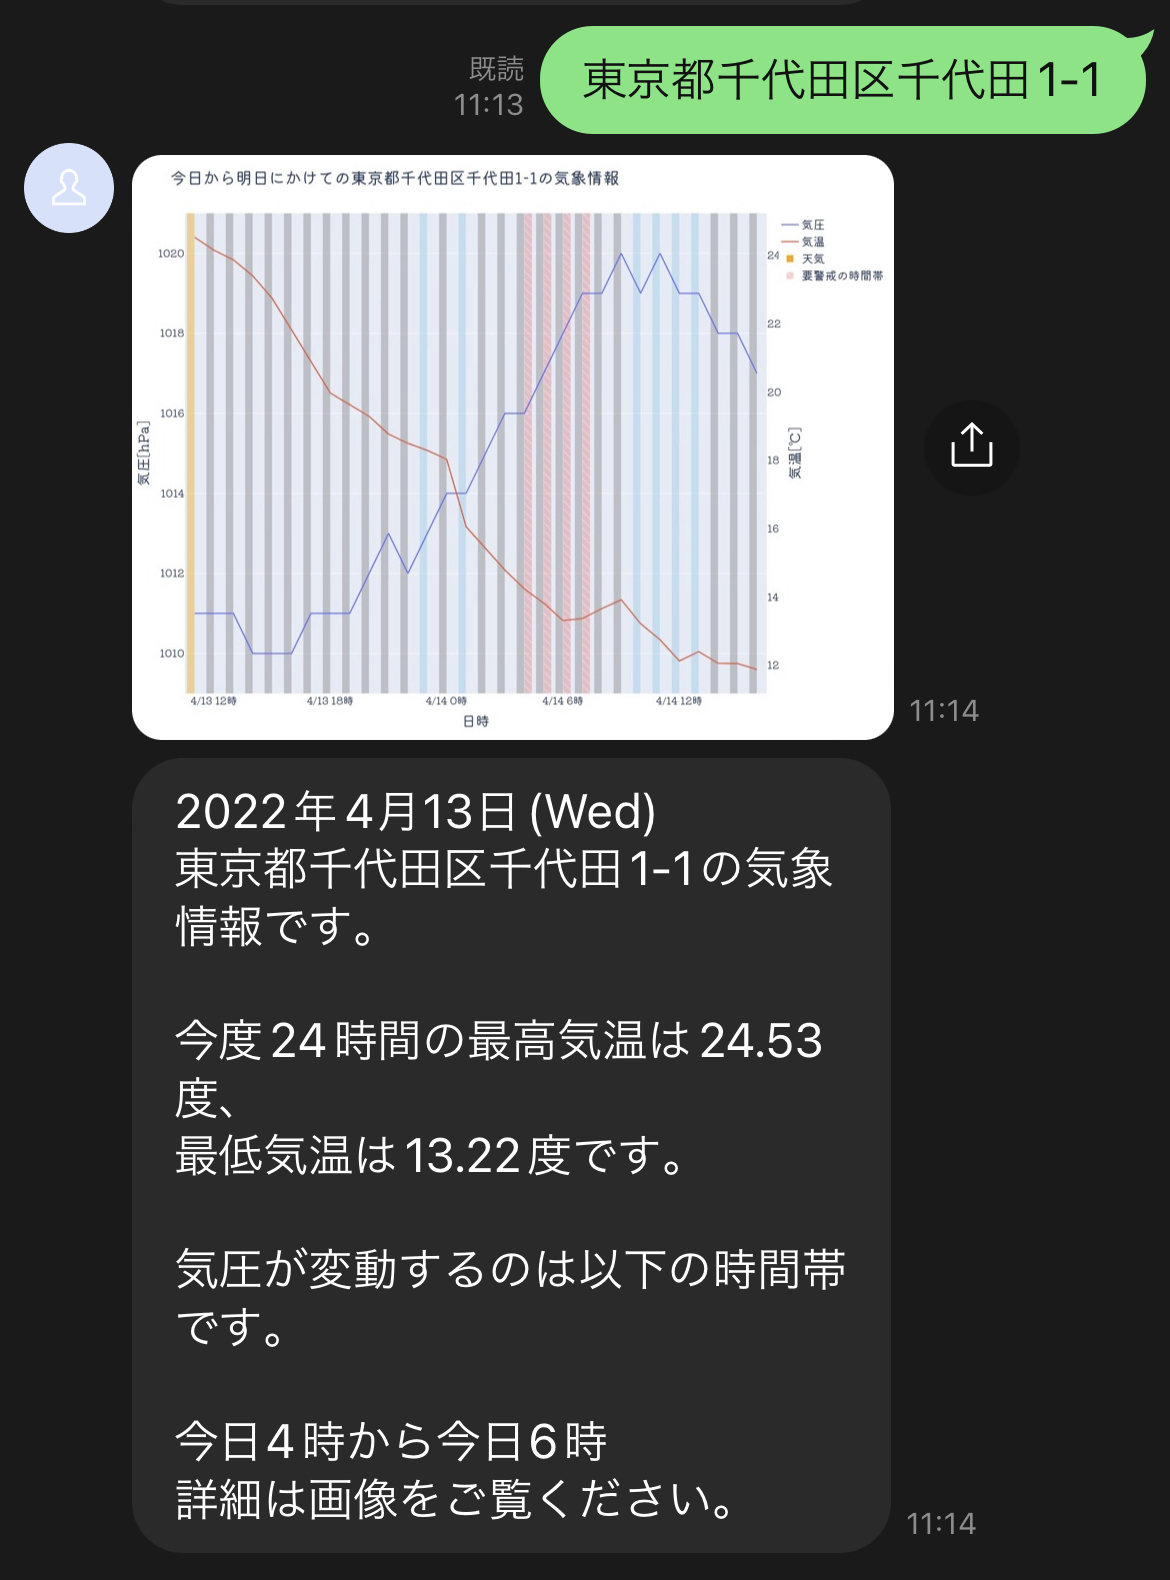 東京都千代田区千代田1-1
既読
11:13
今日から明日にかけての東京都千代田区千代田1-1の気象情報
気圧
気温
天気
要警戒の時間帯
1020
1018
1016
1014
1012
1010
気圧[hPa]
24
22
20
18
16
14
12
気温[℃]
4/13 12時
4/13 18時
4/14 0時
4/14 6時
4/14 12時
日時
11:14
2022年4月13日(Wed)
東京都千代田区千代田1-1の気象
情報です。
今度24時間の最高気温は24.53
度、
最低気温は13.22度です。
気圧が変動するのは以下の時間帯
です。
今日4時から今日6時
詳細は画像をご覧ください。
11:14